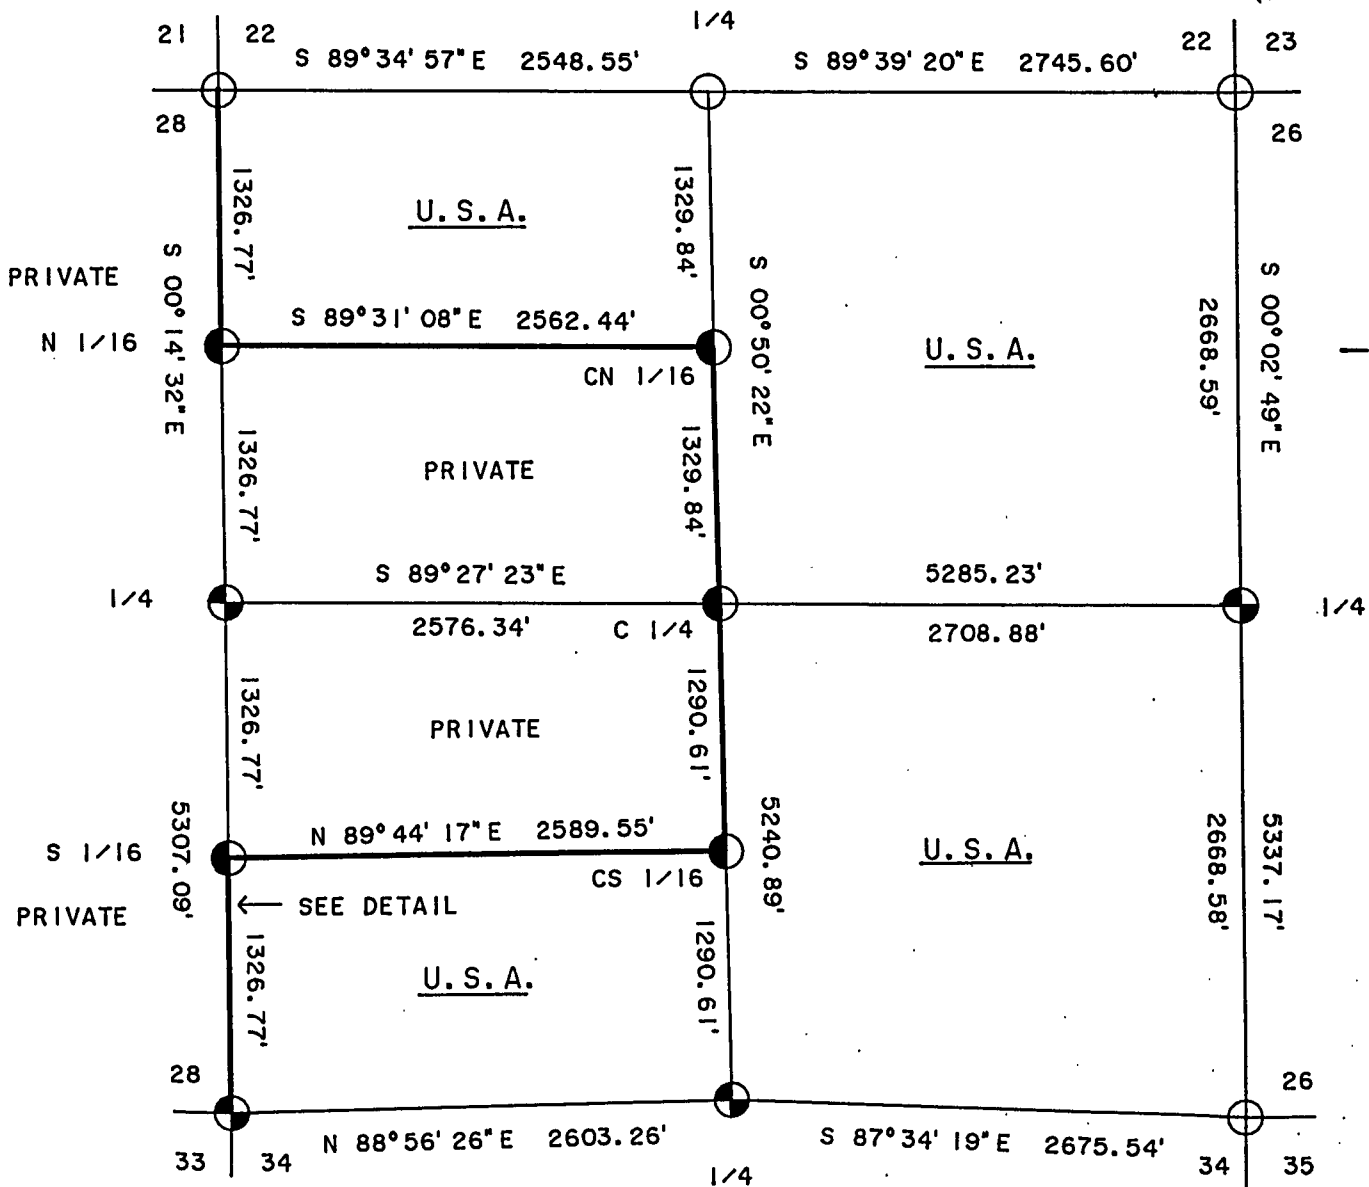 1/4
21 22
22 23
S 89°34'57"E 2548.55'
S 89°39'20"E 2745.60'
28
26
1326.77'
U.S.A.
1329.84'
PRIVATE
S 00°14'32"E
S 00°50'22"E
2668.59'
S 00°02'49"E
N 1/16
S 89°31'08"E 2562.44'
U.S.A.
CN 1/16
1326.77'
PRIVATE
1329.84'
1/4
S 89°27'23"E
5285.23'
1/4
2576.34'
C 1/4
2708.88'
1326.77'
PRIVATE
1290.61'
5307.09'
5240.89'
2668.58'
5337.17'
S 1/16
N 89°44'17"E 2589.55'
U.S.A.
CS 1/16
PRIVATE
← SEE DETAIL
1326.77'
U.S.A.
1290.61'
28
26
N 88°56'26"E 2603.26'
S 87°34'19"E 2675.54'
33 34
1/4
34 35